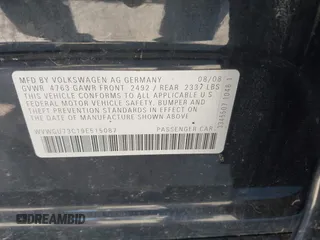 MFD. BY VOLKSWAGEN AG GERMANY 08/08
GVWR 4763 GAWR FRONT 2492 / REAR 2337 LBS
THIS VEHICLE CONFORMS TO ALL APPLICABLE U S
FEDERAL MOTOR VEHICLE SAFETY, BUMPER AND
THEFT PREVENTION STANDARDS IN EFFECT ON THE
DATE OF MANUFACTURE SHOWN ABOVE
PASSENGER CAR
DREAMBID